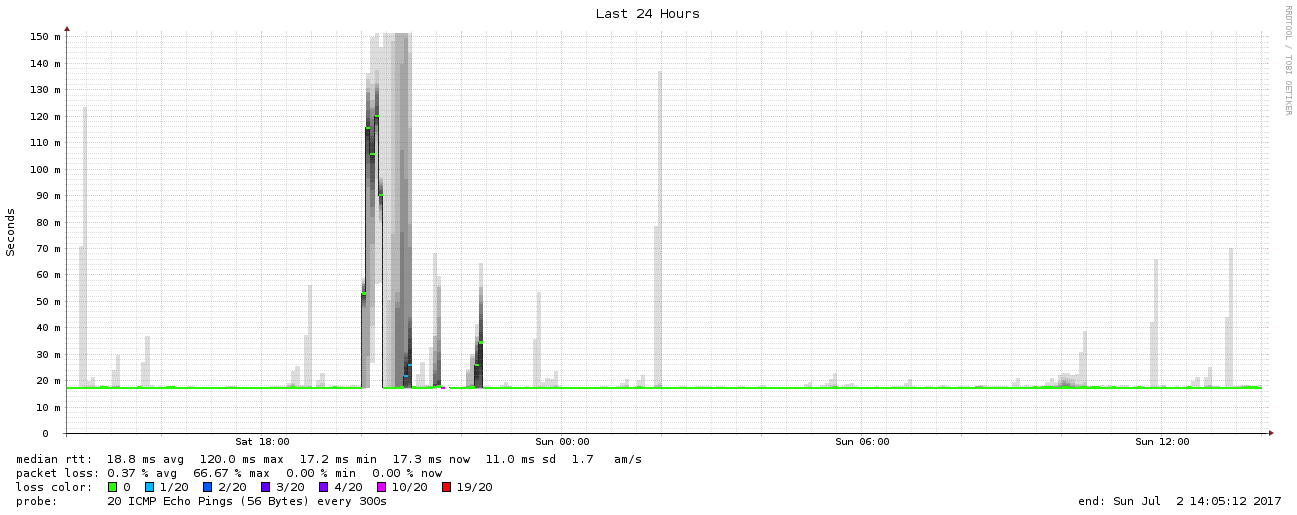 Last 24 Hours
RRDTOOL / TOBI OETIKER
Seconds
150 m
140 m
130 m
120 m
110 m
100 m
90 m
80 m
70 m
60 m
50 m
40 m
30 m
20 m
10 m
0
Sat 18:00 Sun 00:00 Sun 06:00 Sun 12:00
median rtt: 18.8 ms avg 120.0 ms max 17.2 ms min 17.3 ms now 11.0 ms sd 1.7 am/s
packet loss: 0.37 % avg 66.67 % max 0.00 % min 0.00 % now
loss color: 0 1/20 2/20 3/20 4/20 10/20 19/20
probe: 20 ICMP Echo Pings (56 Bytes) every 300s end: Sun Jul 2 14:05:12 2017